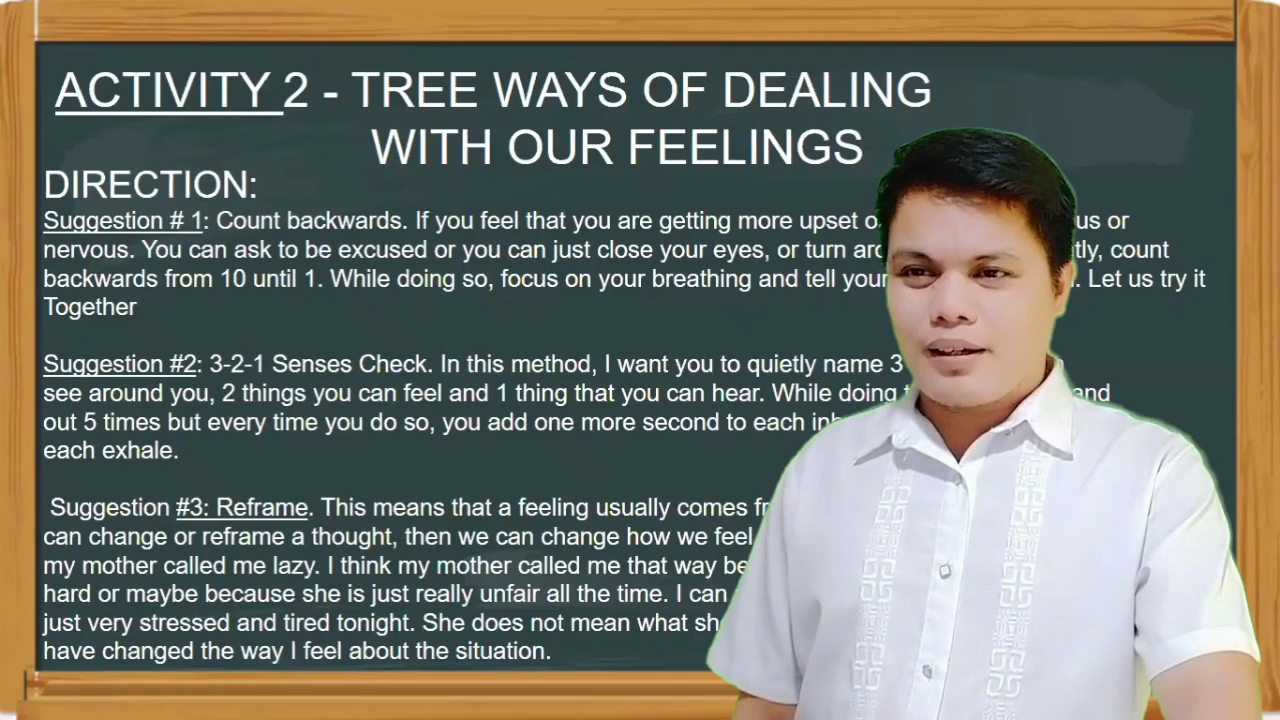 ACTIVITY 2 - TREE WAYS OF DEALING
WITH OUR FEELINGS
DIRECTION:
Suggestion # 1: Count backwards. If you feel that you are getting more upset us or
nervous. You can ask to be excused or you can just close your eyes, or turn count
backwards from 10 until 1. While doing so, focus on your breathing and tell Let us try it
Together
Suggestion #2: 3-2-1 Senses Check. In this method, I want you to quietly name 3
see around you, 2 things you can feel and 1 thing that you can hear. While doing and
out 5 times but every time you do so, you add one more second to each
each exhale.
Suggestion #3: Reframe. This means that a feeling usually comes
can change or reframe a thought, then we can change how we feel
my mother called me lazy. I think my mother called me that way
hard or maybe because she is just really unfair all the time. I can
just very stressed and tired tonight. She does not mean what
have changed the way I feel about the situation.